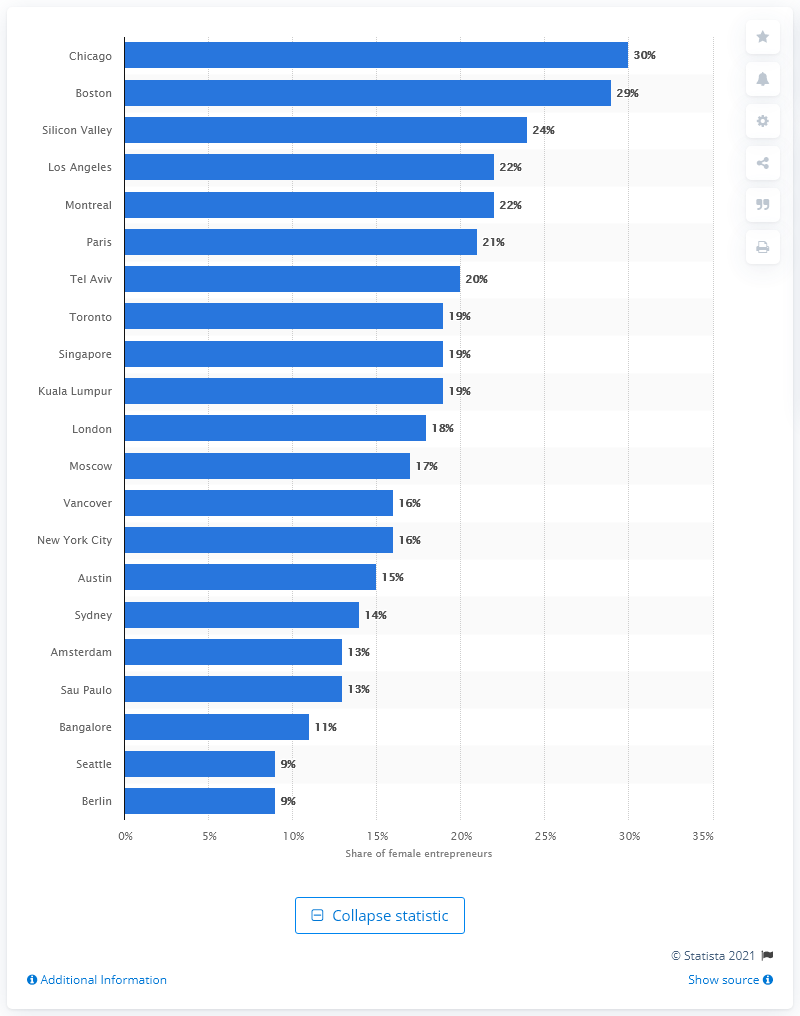 Chicago 30%
Boston 29%
Silicon Valley 24%
Los Angeles 22%
Montreal 22%
Paris 21%
Tel Aviv 20%
Toronto 19%
Singapore 19%
Kuala Lumpur 19%
London 18%
Moscow 17%
Vancover 16%
New York City 16%
Austin 15%
Sydney 14%
Amsterdam 13%
Sau Paulo 13%
Bangalore 11%
Seattle 9%
Berlin 9%
0% 5% 10% 15% 20% 25% 30% 35%
Share of female entrepreneurs
Collapse statistic
© Statista 2021
Additional Information Show source